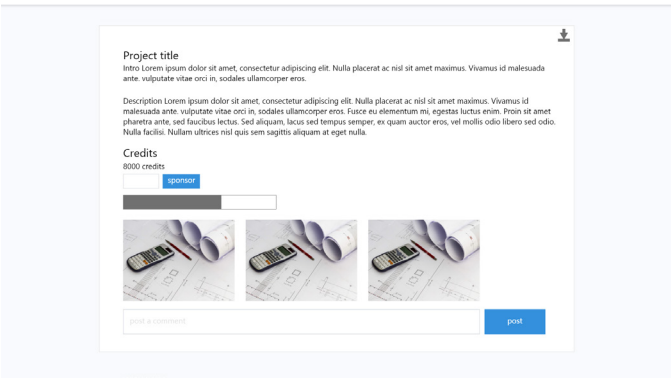 Project title
Intro Lorem ipsum dolor sit amet, consectetur adipiscing elit. Nulla placerat ac nisl sit amet maximus. Vivamus id malesuada
ante. vulputate vitae orci in, sodales ullamcorper eros.
Description Lorem ipsum dolor sit amet, consectetur adipiscing elit. Nulla placerat ac nisl sit amet maximus. Vivamus id
malesuada ante. vulputate vitae orci in, sodales ullamcorper eros. Fusce eu elementum mi, egestas luctus enim. Proin sit amet
pharetra ante, sed faucibus lectus. Sed aliquam, lacus sed tempus semper, ex quam auctor eros, vel mollis odio libero sed odio.
Nulla facilisi. Nullam ultrices nisl quis sem sagittis aliquam at eget nulla.
Credits
8000 credits
sponsor
post a comment
post